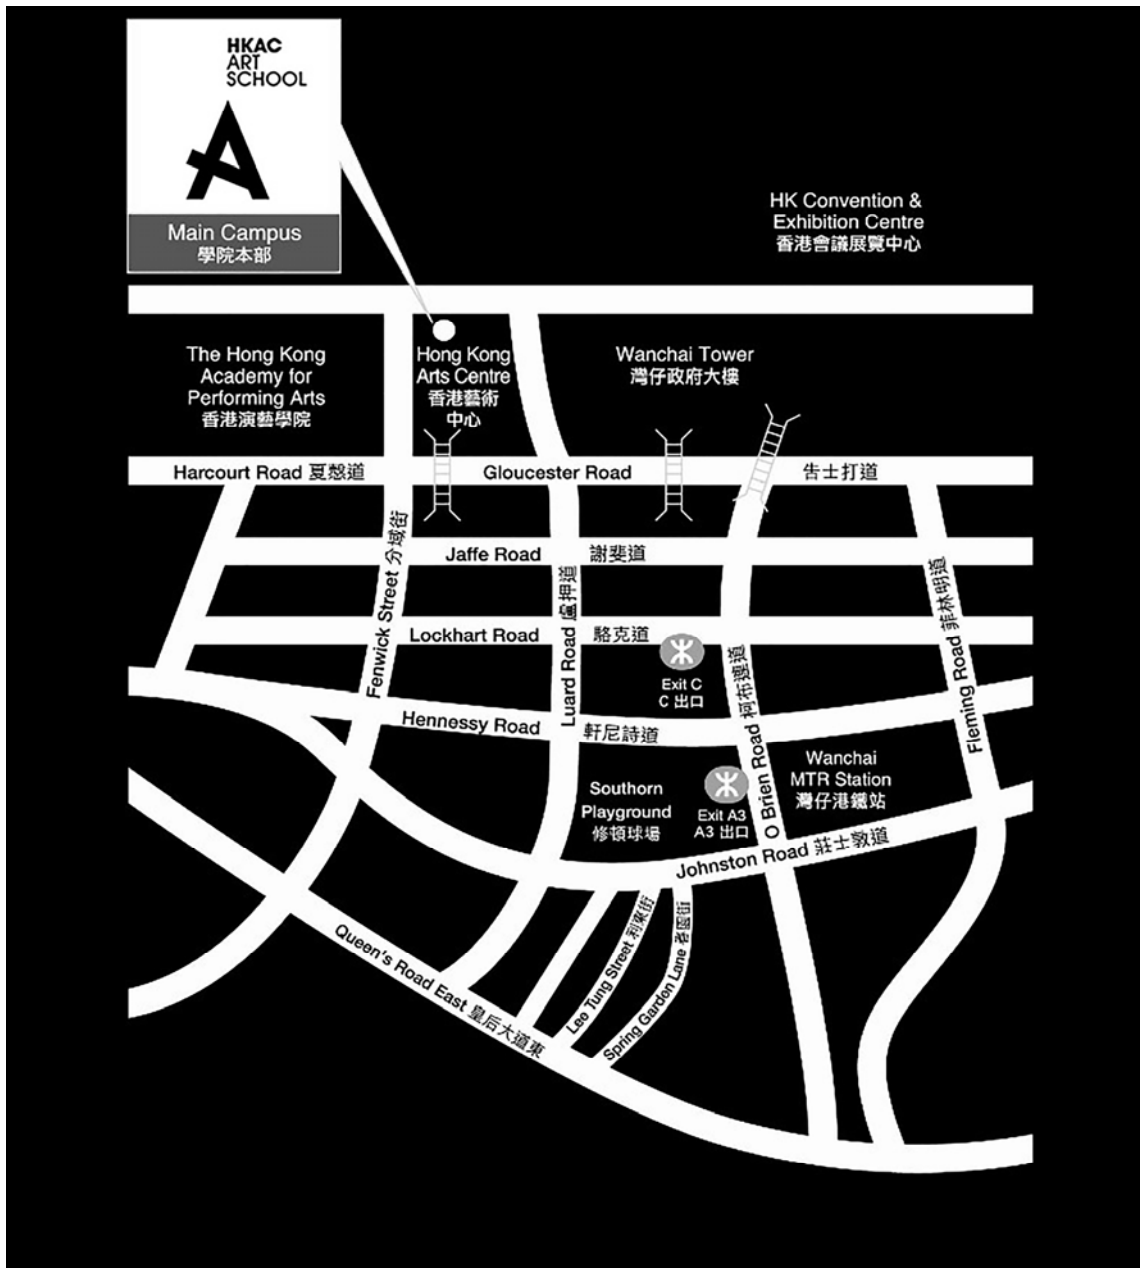 HKAC
ART
SCHOOL
Main Campus
學院本部
HK Convention &
Exhibition Centre
香港會議展覽中心
The Hong Kong
Academy for
Performing Arts
香港演藝學院
Hong Kong
Arts Centre
香港藝術
中心
Wanchai Tower
灣仔政府大樓
Harcourt Road 夏慤道
Gloucester Road
告士打道
Jaffe Road
謝斐道
Fenwick Street 分域街
Luard Road 盧押道
Lockhart Road
駱克道
Exit C
C 出口
Fleming Road 菲林明道
Hennessy Road
軒尼詩道
O Brien Road 柯布連道
Southorn
Playground
修頓球場
Exit A3
A3 出口
Wanchai
MTR Station
灣仔港鐵站
Johnston Road 莊士敦道
Queen's Road East 皇后大道東
Lee Tung Street 利東街
Spring Garden Lane 春園街